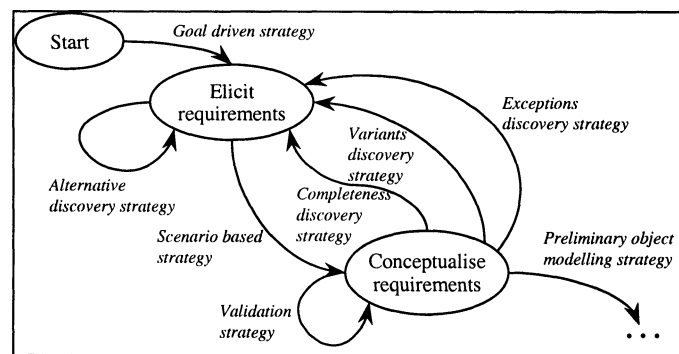 Goal driven strategy
Start
Elicit
requirements
Exceptions
discovery strategy
Variants
discovery
strategy
Alternative
discovery strategy
Completeness
discovery
strategy
Scenario based
strategy
Preliminary object
modelling strategy
Conceptualise
requirements
Validation
strategy
...